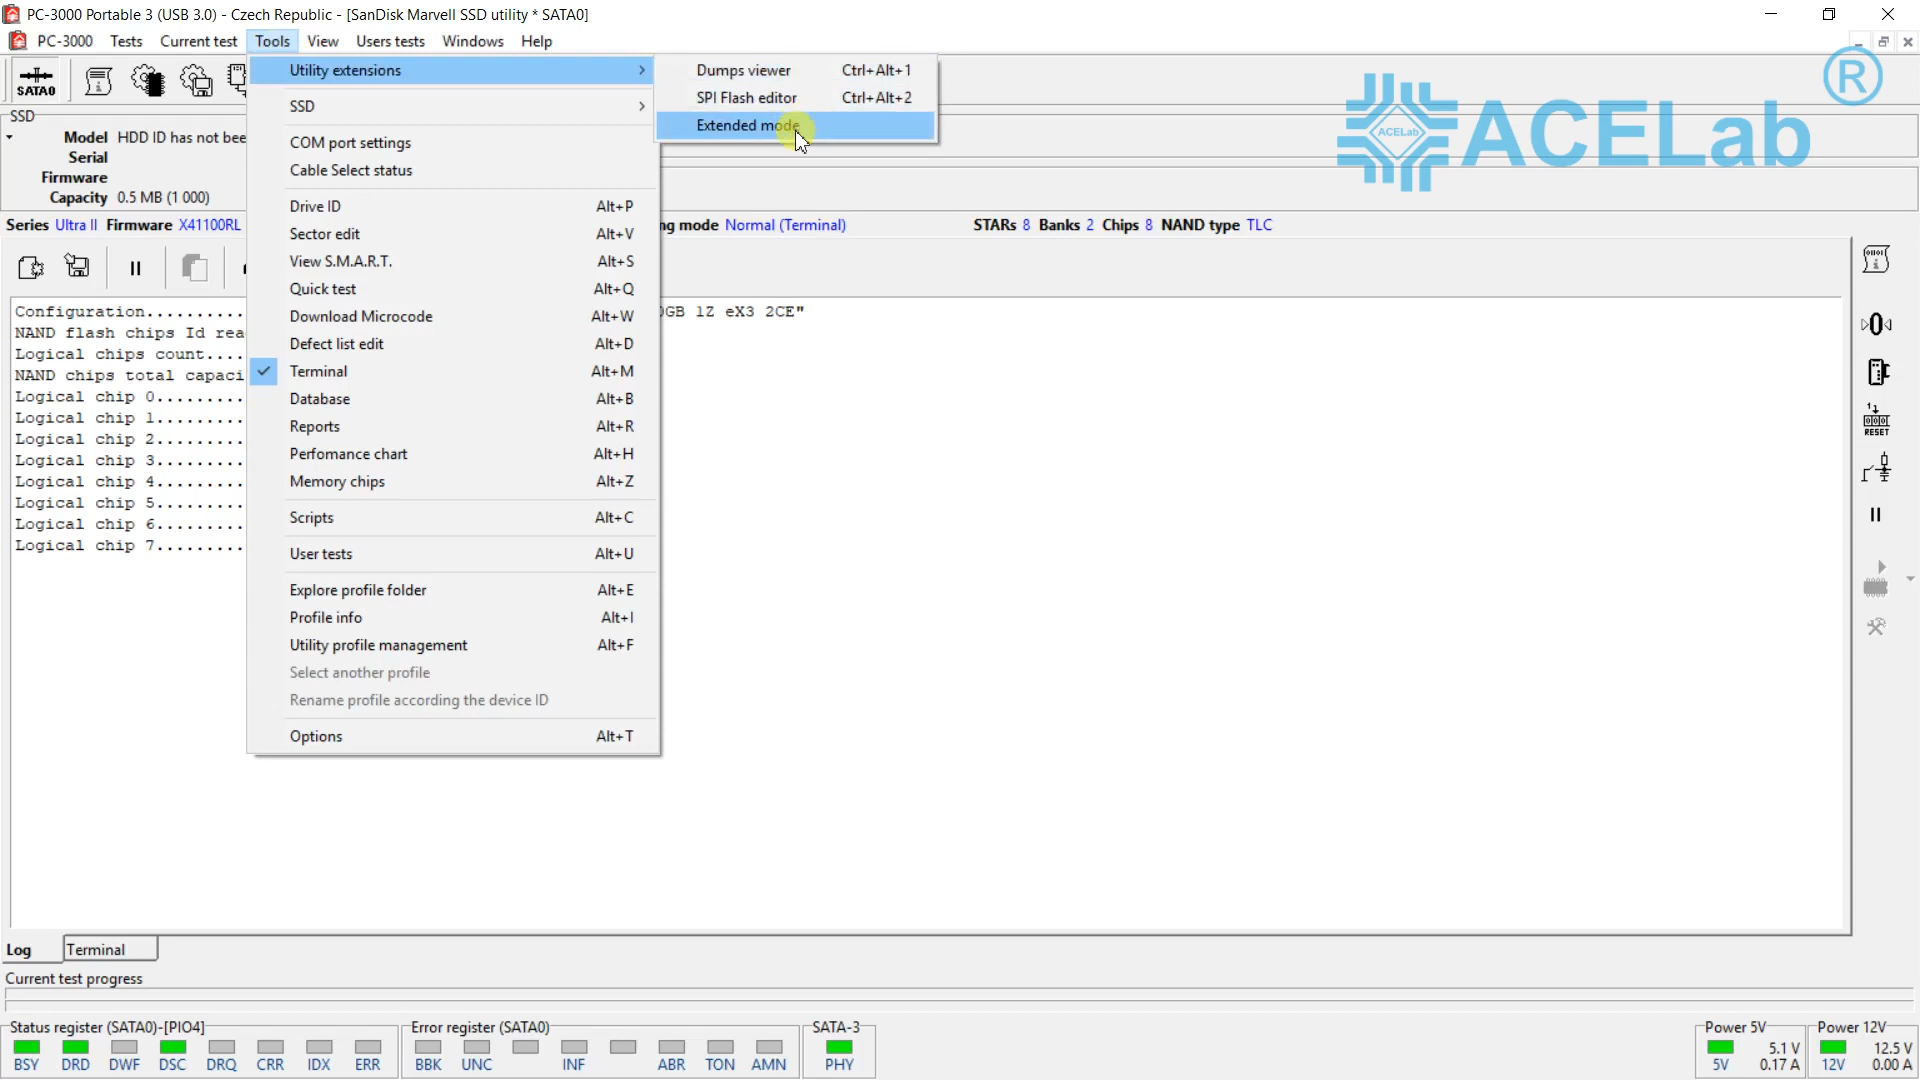 PC-3000 Portable 3 (USB 3.0) - Czech Republic - [SanDisk Marvell SSD utility * SATA0]
PC-3000 Tests Current test Tools View Users tests Windows Help
SATA0
Utility extensions
SSD
COM port settings
Cable Select status
Drive ID Alt+P
Sector edit Alt+V
View S.M.A.R.T. Alt+S
Quick test Alt+Q
Download Microcode Alt+W
Defect list edit Alt+D
Terminal Alt+M
Database Alt+B
Reports Alt+R
Perfomance chart Alt+H
Memory chips Alt+Z
Scripts Alt+C
User tests Alt+U
Explore profile folder Alt+E
Profile info Alt+I
Utility profile management Alt+F
Select another profile
Rename profile according the device ID
Options Alt+T
Dumps viewer Ctrl+Alt+1
SPI Flash editor Ctrl+Alt+2
Extended mode
ACELab
ACELab
®
SSD
Model HDD ID has not bee
Serial
Firmware
Capacity 0.5 MB (1 000)
Series Ultra II Firmware X41100RL
ng mode Normal (Terminal) STARs 8 Banks 2 Chips 8 NAND type TLC
Configuration..........
GB 1Z eX3 2CE"
NAND flash chips Id rea
Logical chips count....
NAND chips total capaci
Logical chip 0.........
Logical chip 1.........
Logical chip 2.........
Logical chip 3.........
Logical chip 4.........
Logical chip 5.........
Logical chip 6.........
Logical chip 7.........
RESET
Log Terminal
Current test progress
Status register (SATA0)-[PIO4]
BSY DRD DWF DSC DRQ CRR IDX ERR
Error register (SATA0)
BBK UNC INF ABR TON AMN
SATA-3
PHY
Power 5V
5.1 V
5V 0.17 A
Power 12V
12.5 V
12V 0.00 A